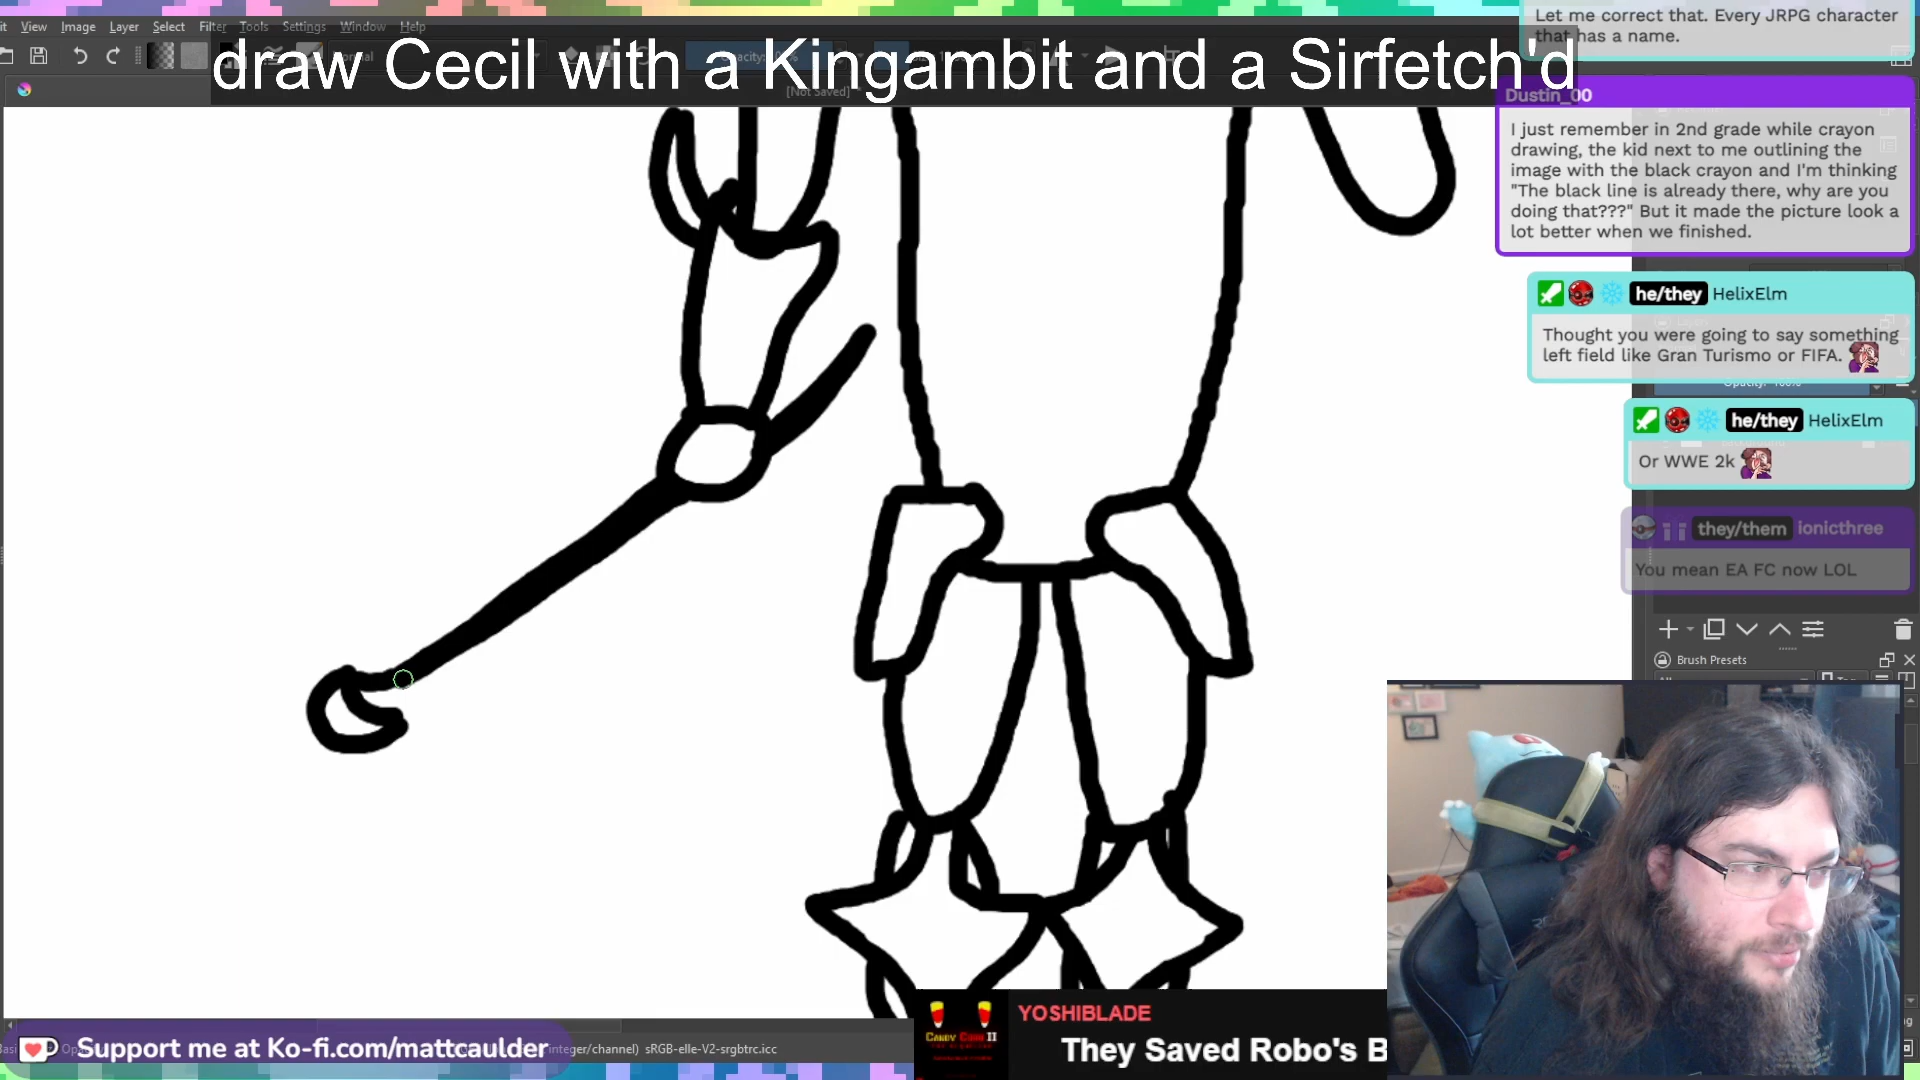 it View Image Layer Select Filter Tools Settings Window Help
draw Cecil with a Kingambit and a Sirfetch'd
[Not Saved]
Let me correct that. Every JRPG character
that has a name.
Dustin_00
I just remember in 2nd grade while crayon
drawing, the kid next to me outlining the
image with the black crayon and I'm thinking
"The black line is already there, why are you
doing that???" But it made the picture look a
lot better when we finished.
he/they HelixElm
Thought you were going to say something
left field like Gran Turismo or FIFA.
he/they HelixElm
Or WWE 2k
they/them ionicthree
You mean EA FC now LOL
Brush Presets
YOSHIBLADE
They Saved Robo's B
Support me at Ko-fi.com/mattcaulder
integer/channel) sRGB-elle-V2-srgbtrc.icc